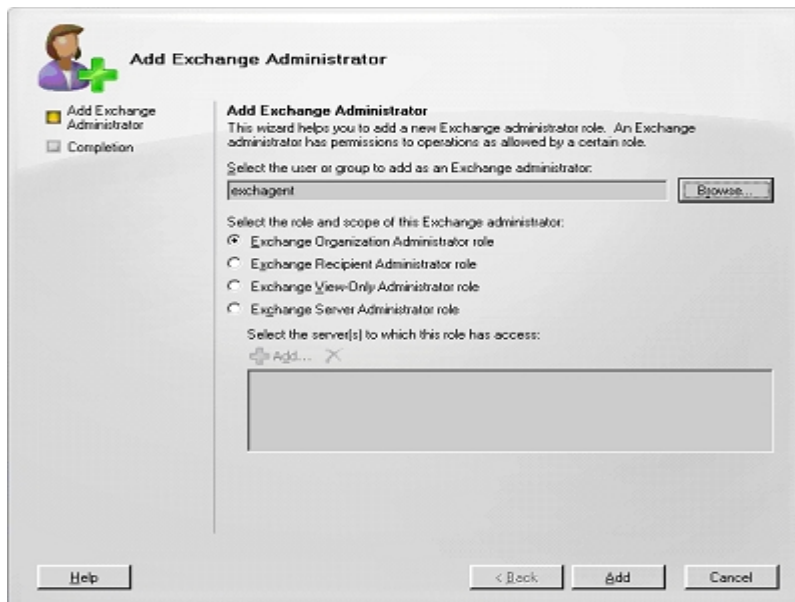 Add Exchange Administrator
Add Exchange
Administrator
Completion
Add Exchange Administrator
This wizard helps you to add a new Exchange administrator role. An Exchange
administrator has permissions to operations as allowed by a certain role.
Select the user or group to add as an Exchange administrator:
exchagent
Browse...
Select the role and scope of this Exchange administrator:
Exchange Organization Administrator role
Exchange Recipient Administrator role
Exchange View-Only Administrator role
Exchange Server Administrator role
Select the server(s) to which this role has access:
Add...
Help
< Back
Add
Cancel